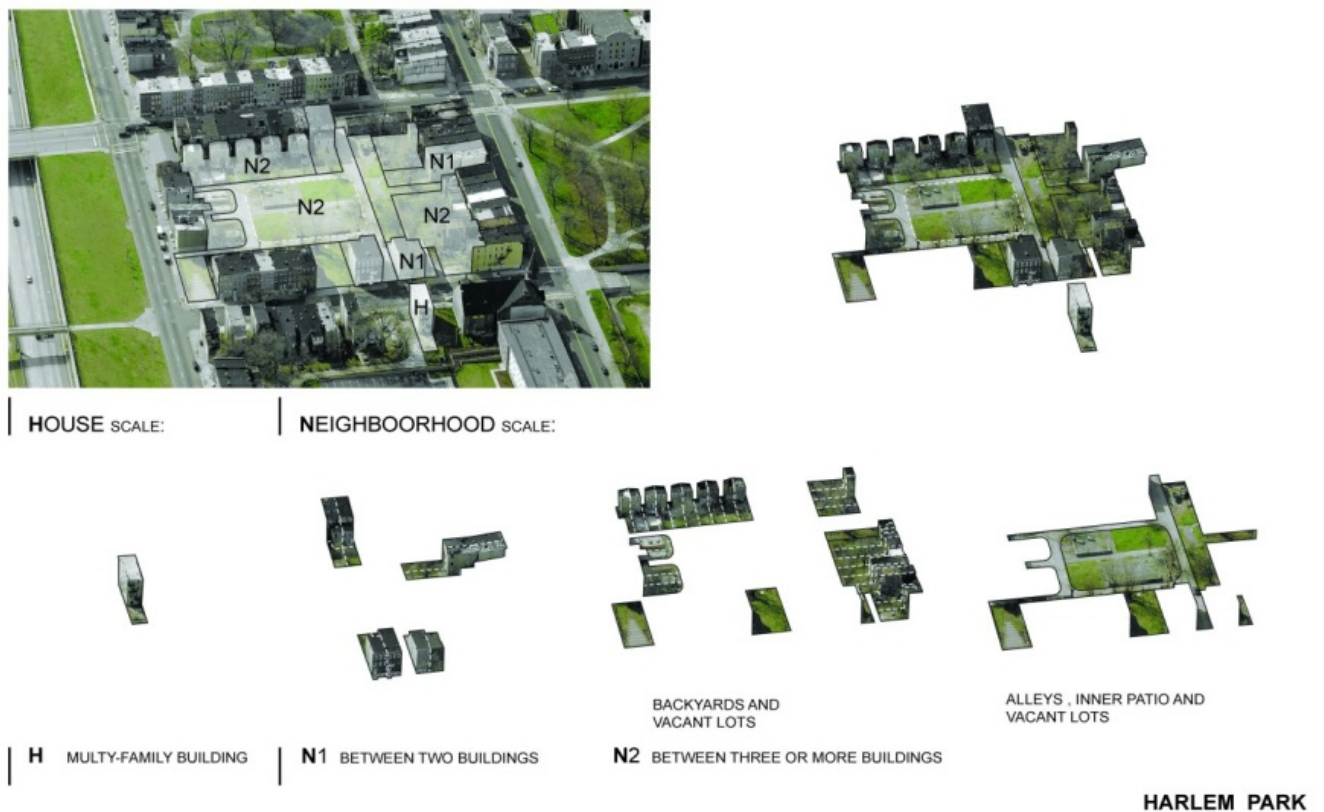 N2
N1
N2
N2
N1
H
HOUSE SCALE:
NEIGHBOORHOOD SCALE:
BACKYARDS AND
VACANT LOTS
ALLEYS , INNER PATIO AND
VACANT LOTS
H MULTY-FAMILY BUILDING
N1 BETWEEN TWO BUILDINGS
N2 BETWEEN THREE OR MORE BUILDINGS
HARLEM PARK